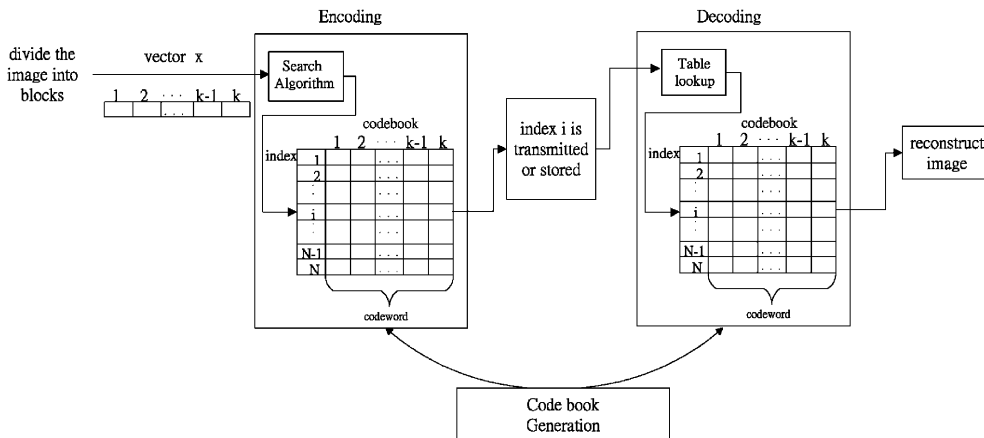 Encoding
Decoding
divide the
image into
blocks
vector x
1 2 ... k-1 k
...
Search
Algorithm
codebook
1 2 .... k-1 k
index
1 ...
2 ...
: ...
i ...
: ...
N-1 ...
N ...
codeword
index i is
transmitted
or stored
Table
lookup
codebook
1 2 .... k-1 k
index
1 ...
2 ...
: ...
i ...
: ...
N-1 ...
N ...
codeword
reconstruct
image
Code book
Generation